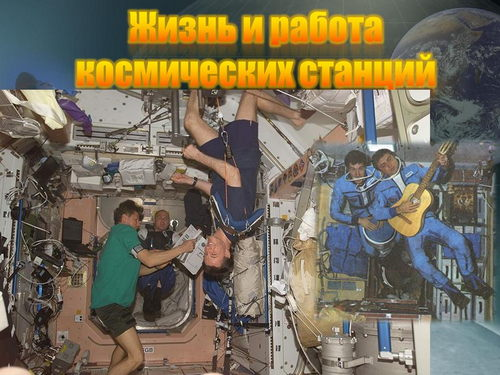 Жизнь и работа
космических станций